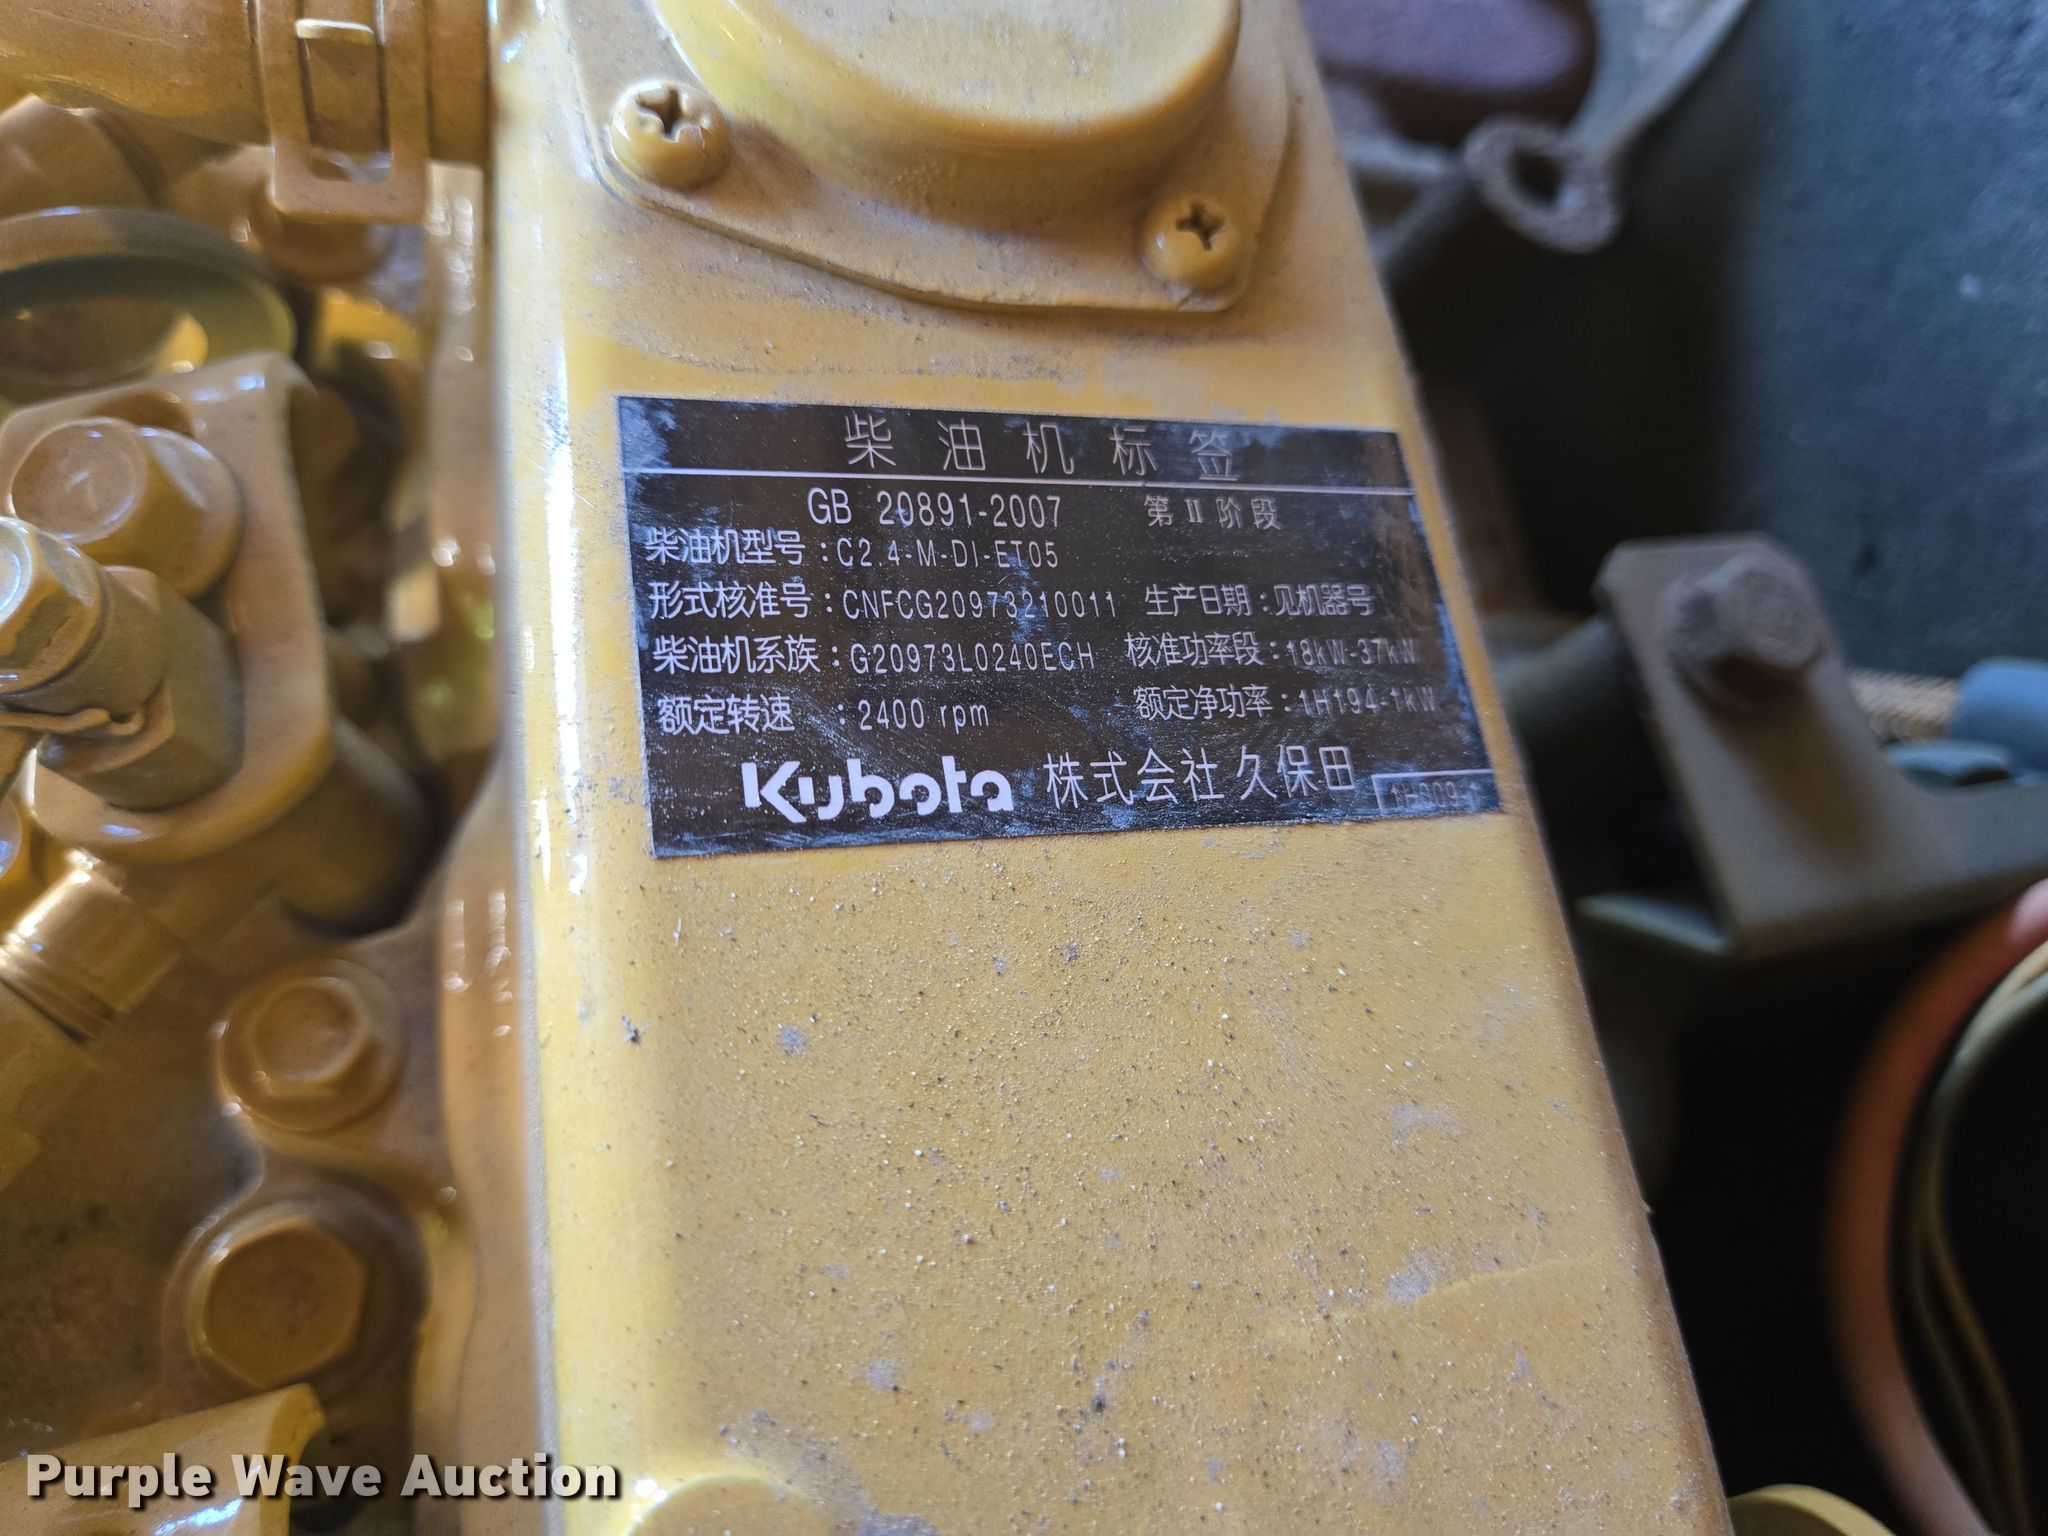 柴油机标签
GB 20891-2007 第Ⅱ阶段
柴油机型号：C2.4-M-DI-ET05
形式核准号：CNFCG20973210011 生产日期：见机器号
柴油机系族：G20973L0240ECH 核准功率段：18kW-37kW
额定转速 ：2400 rpm 额定净功率：1H194-1kW
Kubota 株式会社久保田
Purple Wave Auction